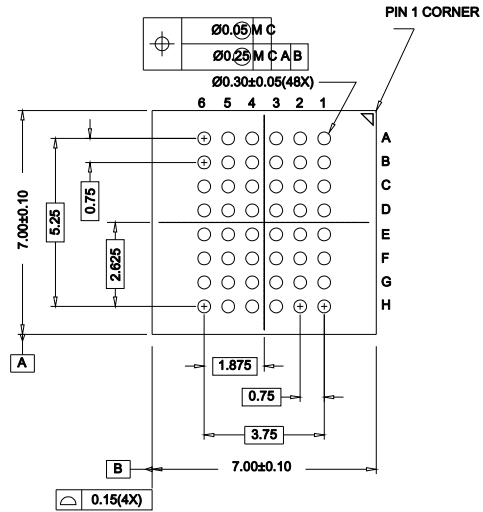 PIN 1 CORNER
Ø0.05 M C
Ø0.25 M C A B
Ø0.30±0.05(48X)
6 5 4 3 2 1
A
B
C
D
E
F
G
H
7.00±0.10
5.25
0.75
2.625
A
1.875
0.75
3.75
B
7.00±0.10
0.15(4X)